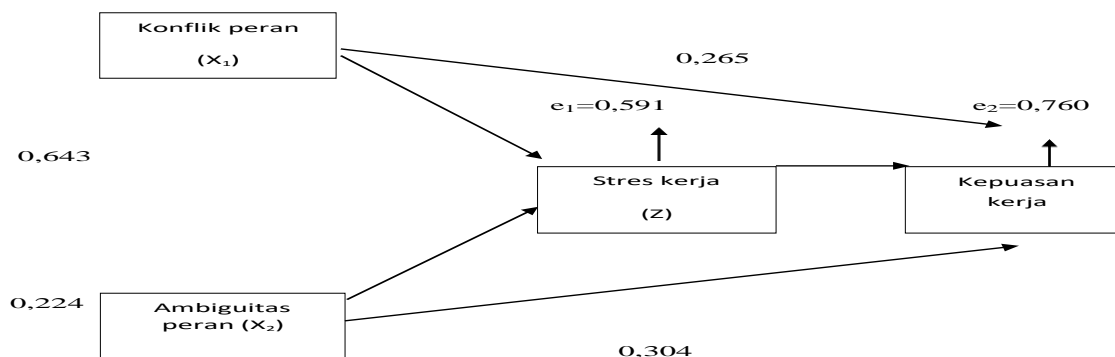 Konflik peran
(X₁)
0,265
e₁=0,591
e₂=0,760
0,643
Stres kerja
(Z)
Kepuasan
kerja
0,224
Ambiguitas
peran (X₂)
0,304